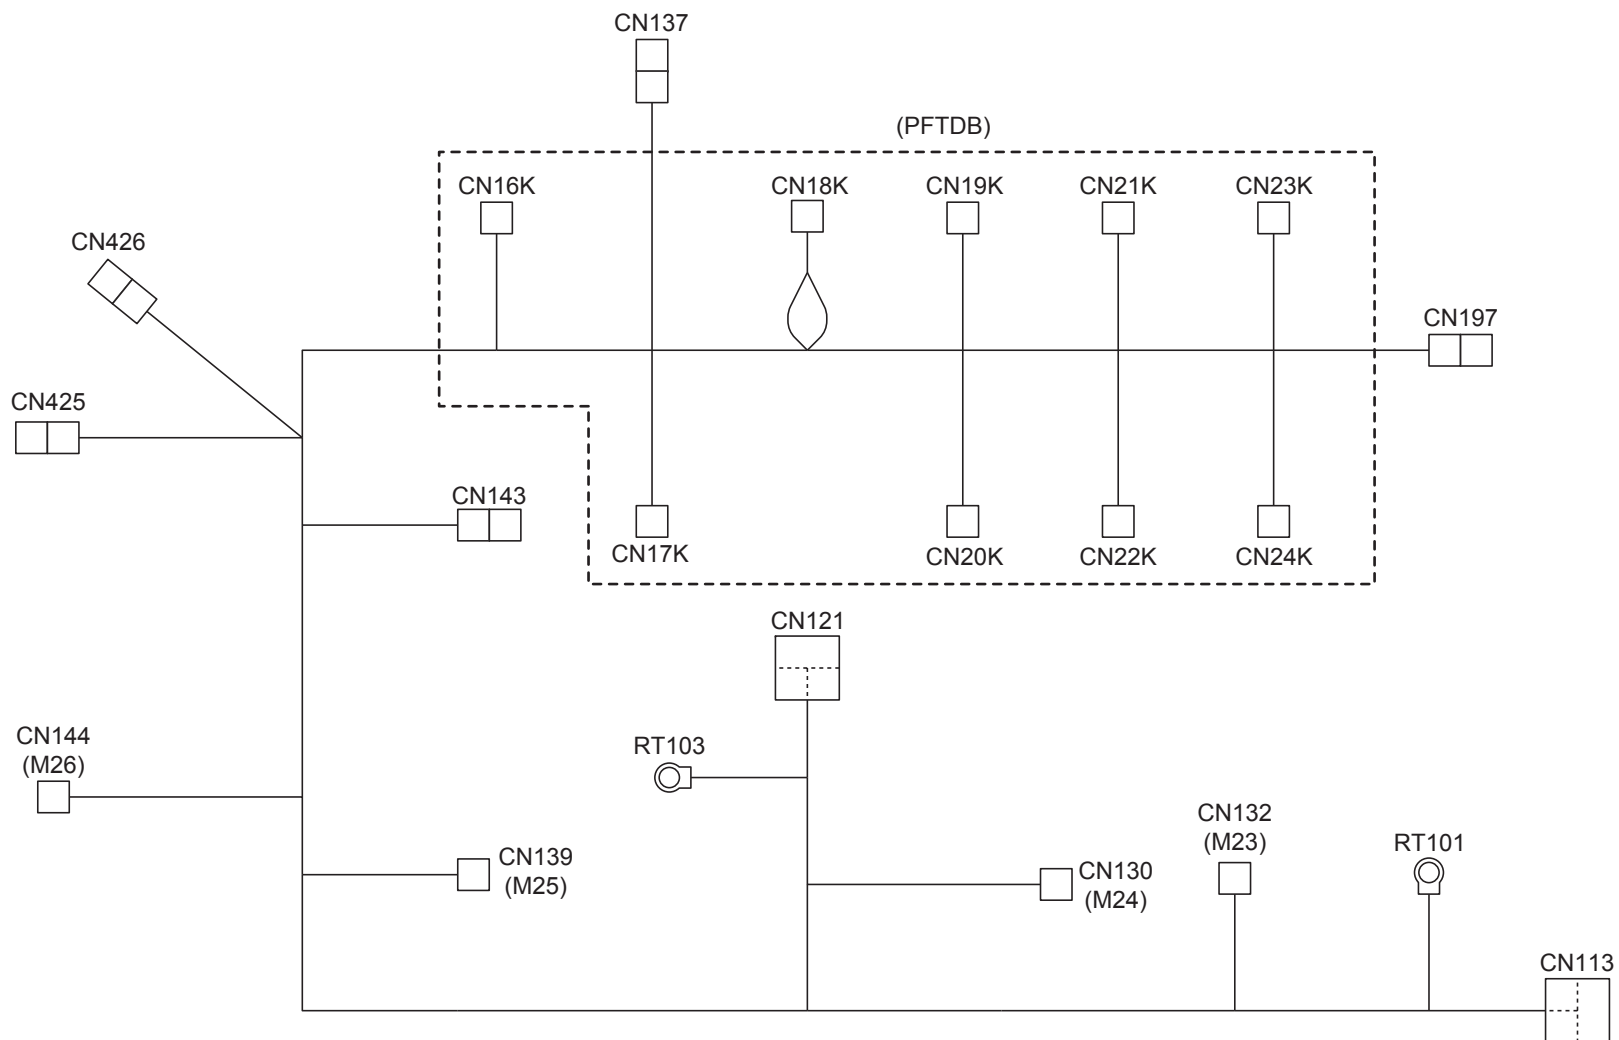 CN137
(PFTDB)
CN16K
CN18K
CN19K
CN21K
CN23K
CN426
CN197
CN425
CN143
CN17K
CN20K
CN22K
CN24K
CN121
CN144
(M26)
RT103
CN132
(M23)
RT101
CN139
(M25)
CN130
(M24)
CN113